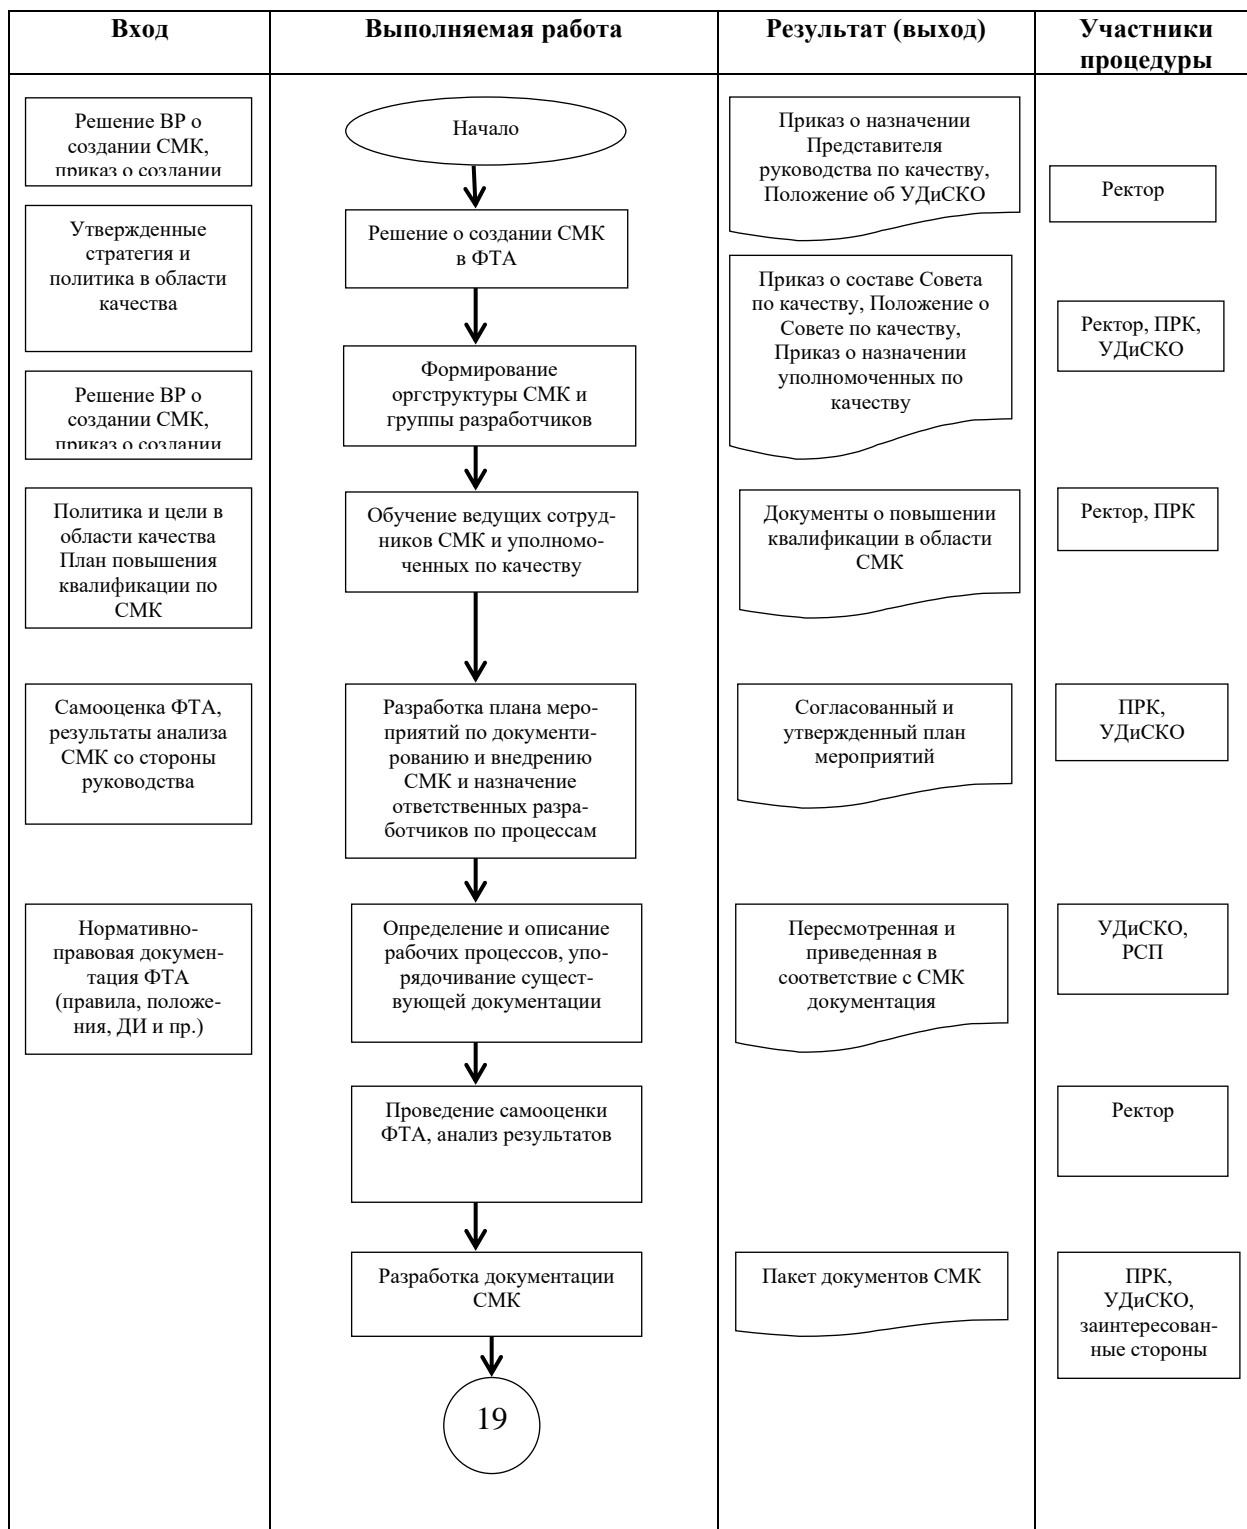 Вход
Выполняемая работа
Результат (выход)
Участники
процедуры
Решение ВР о
создании СМК,
приказ о создании
Начало
Приказ о назначении
Представителя
руководства по качеству,
Положение об УДиСКО
Ректор
Утвержденные
стратегия и
политика в области
качества
Решение о создании СМК
в ФТА
Приказ о составе Совета
по качеству, Положение о
Совете по качеству,
Приказ о назначении
уполномоченных по
качеству
Ректор, ПРК,
УДиСКО
Решение ВР о
создании СМК,
приказ о создании
Формирование
оргструктуры СМК и
группы разработчиков
Политика и цели в
области качества
План повышения
квалификации по
СМК
Обучение ведущих сотруд-
ников СМК и уполномо-
ченных по качеству
Документы о повышении
квалификации в области
СМК
Ректор, ПРК
Самооценка ФТА,
результаты анализа
СМК со стороны
руководства
Разработка плана меро-
приятий по документи-
рованию и внедрению
СМК и назначение
ответственных разра-
ботчиков по процессам
Согласованный и
утвержденный план
мероприятий
ПРК,
УДиСКО
Нормативно-
правовая докумен-
тация ФТА
(правила, положе-
ния, ДИ и пр.)
Определение и описание
рабочих процессов, упо-
рядочивание сущест-
вующей документации
Пересмотренная и
приведенная в
соответствие с СМК
документация
УДиСКО,
РСП
Проведение самооценки
ФТА, анализ результатов
Ректор
Разработка документации
СМК
Пакет документов СМК
ПРК,
УДиСКО,
заинтересован-
ные стороны
19